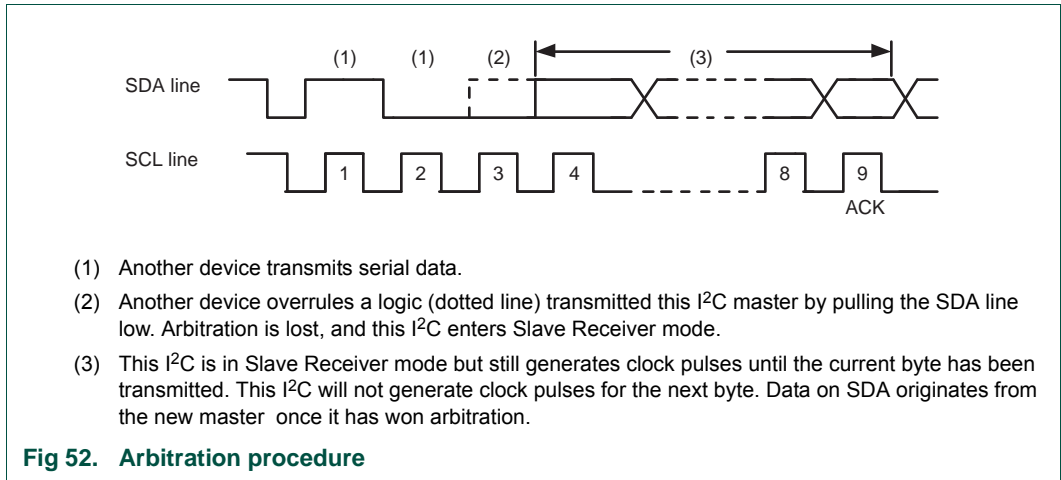 (1) (1) (2) (3)
SDA line
SCL line
1 2 3 4 8 9
ACK
(1) Another device transmits serial data.
(2) Another device overrules a logic (dotted line) transmitted this I2C master by pulling the SDA line
low. Arbitration is lost, and this I2C enters Slave Receiver mode.
(3) This I2C is in Slave Receiver mode but still generates clock pulses until the current byte has been
transmitted. This I2C will not generate clock pulses for the next byte. Data on SDA originates from
the new master once it has won arbitration.
Fig 52. Arbitration procedure